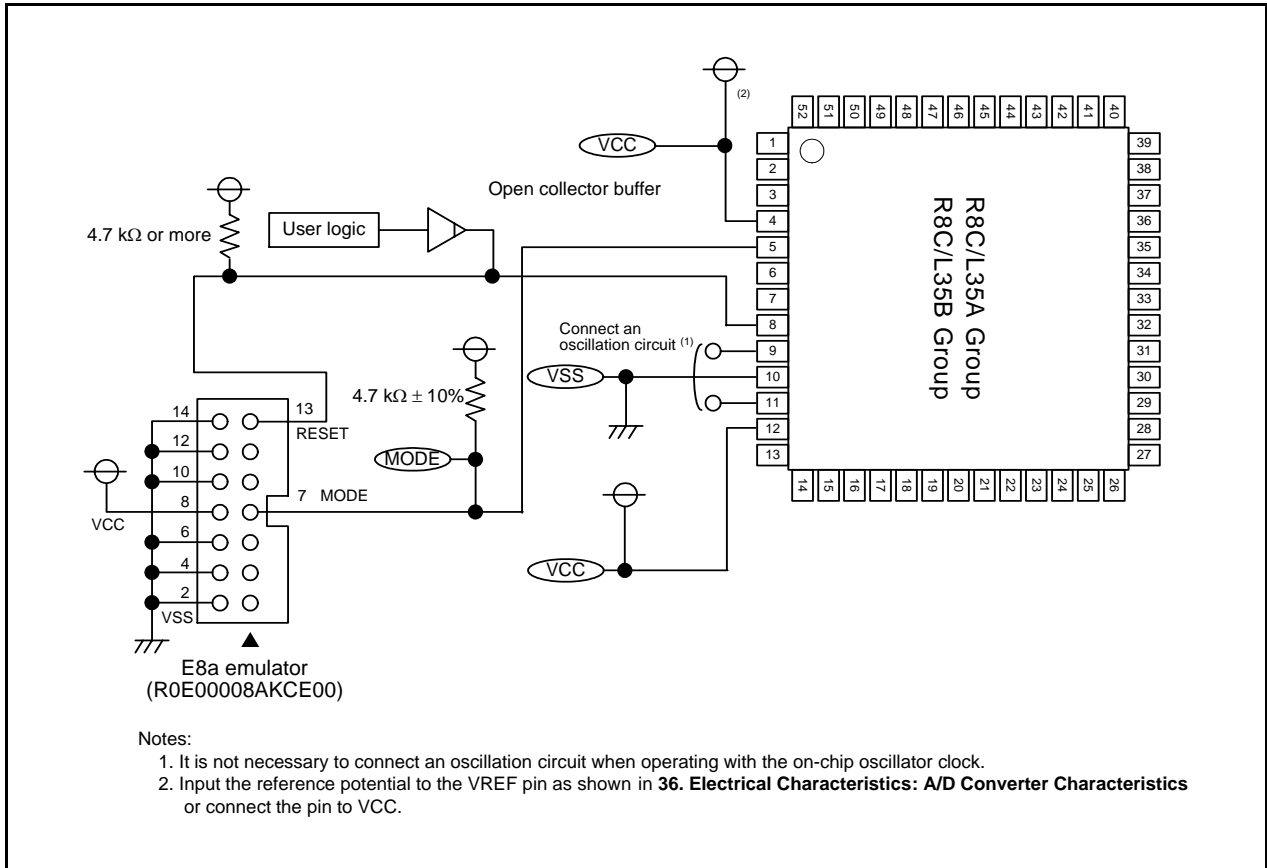 (2)
VCC
Open collector buffer
4.7 kΩ or more
User logic
Connect an
oscillation circuit (1)
VSS
4.7 kΩ ± 10%
MODE
VCC
52 51 50 49 48 47 46 45 44 43 42 41 40
1
2
3
4
5
6
7
8
9
10
11
12
13
R8C/L35A Group
R8C/L35B Group
39
38
37
36
35
34
33
32
31
30
29
28
27
14 15 16 17 18 19 20 21 22 23 24 25 26
14
13
RESET
12
10
7 MODE
8
VCC
6
4
2
VSS
E8a emulator
(R0E00008AKCE00)
Notes:
1. It is not necessary to connect an oscillation circuit when operating with the on-chip oscillator clock.
2. Input the reference potential to the VREF pin as shown in 36. Electrical Characteristics: A/D Converter Characteristics
or connect the pin to VCC.